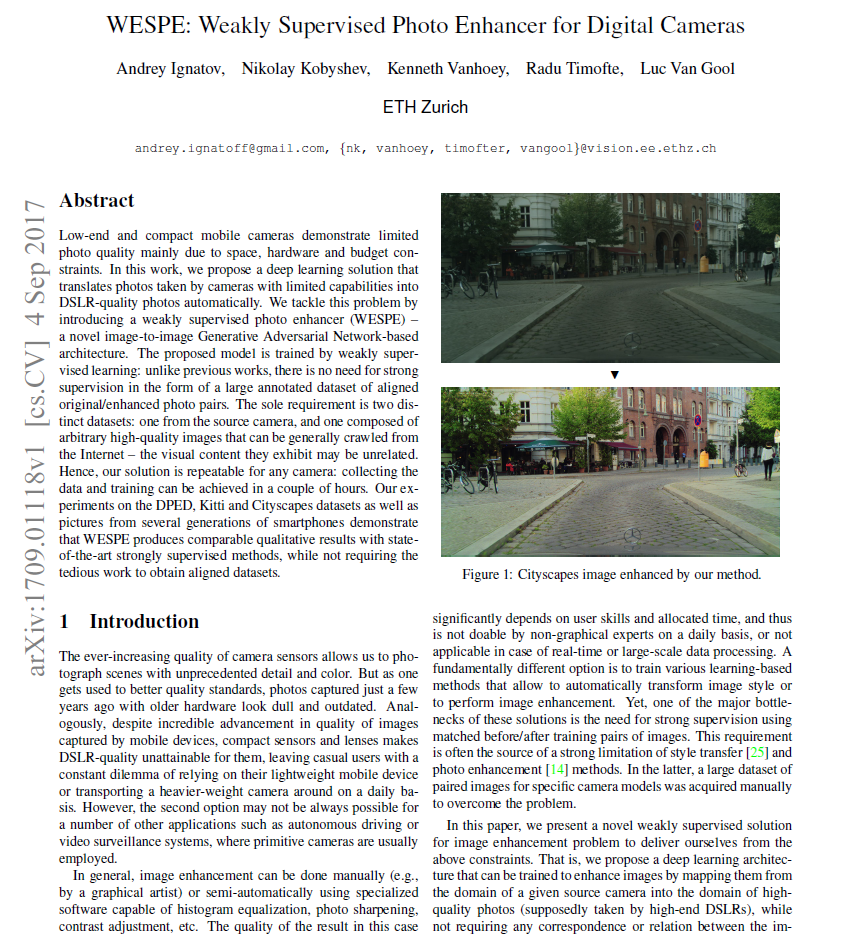 WESPE: Weakly Supervised Photo Enhancer for Digital Cameras
Andrey Ignatov, Nikolay Kobyshev, Kenneth Vanhoey, Radu Timofte, Luc Van Gool
ETH Zurich
andrey.ignatoff@gmail.com, {nk, vanhoey, timofter, vangool}@vision.ee.ethz.ch
arXiv:1709.01118v1 [cs.CV] 4 Sep 2017
Abstract
Low-end and compact mobile cameras demonstrate limited
photo quality mainly due to space, hardware and budget con-
straints. In this work, we propose a deep learning solution that
translates photos taken by cameras with limited capabilities into
DSLR-quality photos automatically. We tackle this problem by
introducing a weakly supervised photo enhancer (WESPE) –
a novel image-to-image Generative Adversarial Network-based
architecture. The proposed model is trained by weakly super-
vised learning: unlike previous works, there is no need for strong
supervision in the form of a large annotated dataset of aligned
original/enhanced photo pairs. The sole requirement is two dis-
tinct datasets: one from the source camera, and one composed of
arbitrary high-quality images that can be generally crawled from
the Internet – the visual content they exhibit may be unrelated.
Hence, our solution is repeatable for any camera: collecting the
data and training can be achieved in a couple of hours. Our ex-
periments on the DPED, Kitti and Cityscapes datasets as well as
pictures from several generations of smartphones demonstrate
that WESPE produces comparable qualitative results with state-
of-the-art strongly supervised methods, while not requiring the
tedious work to obtain aligned datasets.
Figure 1: Cityscapes image enhanced by our method.
1 Introduction
The ever-increasing quality of camera sensors allows us to pho-
tograph scenes with unprecedented detail and color. But as one
gets used to better quality standards, photos captured just a few
years ago with older hardware look dull and outdated. Anal-
ogously, despite incredible advancement in quality of images
captured by mobile devices, compact sensors and lenses makes
DSLR-quality unattainable for them, leaving casual users with a
constant dilemma of relying on their lightweight mobile device
or transporting a heavier-weight camera around on a daily ba-
sis. However, the second option may not be always possible for
a number of other applications such as autonomous driving or
video surveillance systems, where primitive cameras are usually
employed.
In general, image enhancement can be done manually (e.g.,
by a graphical artist) or semi-automatically using specialized
software capable of histogram equalization, photo sharpening,
contrast adjustment, etc. The quality of the result in this case
significantly depends on user skills and allocated time, and thus
is not doable by non-graphical experts on a daily basis, or not
applicable in case of real-time or large-scale data processing. A
fundamentally different option is to train various learning-based
methods that allow to automatically transform image style or
to perform image enhancement. Yet, one of the major bottle-
necks of these solutions is the need for strong supervision using
matched before/after training pairs of images. This requirement
is often the source of a strong limitation of style transfer [25] and
photo enhancement [14] methods. In the latter, a large dataset of
paired images for specific camera models was acquired manually
to overcome the problem.
In this paper, we present a novel weakly supervised solution
for image enhancement problem to deliver ourselves from the
above constraints. That is, we propose a deep learning architec-
ture that can be trained to enhance images by mapping them from
the domain of a given source camera into the domain of high-
quality photos (supposedly taken by high-end DSLRs), while
not requiring any correspondence or relation between the im-